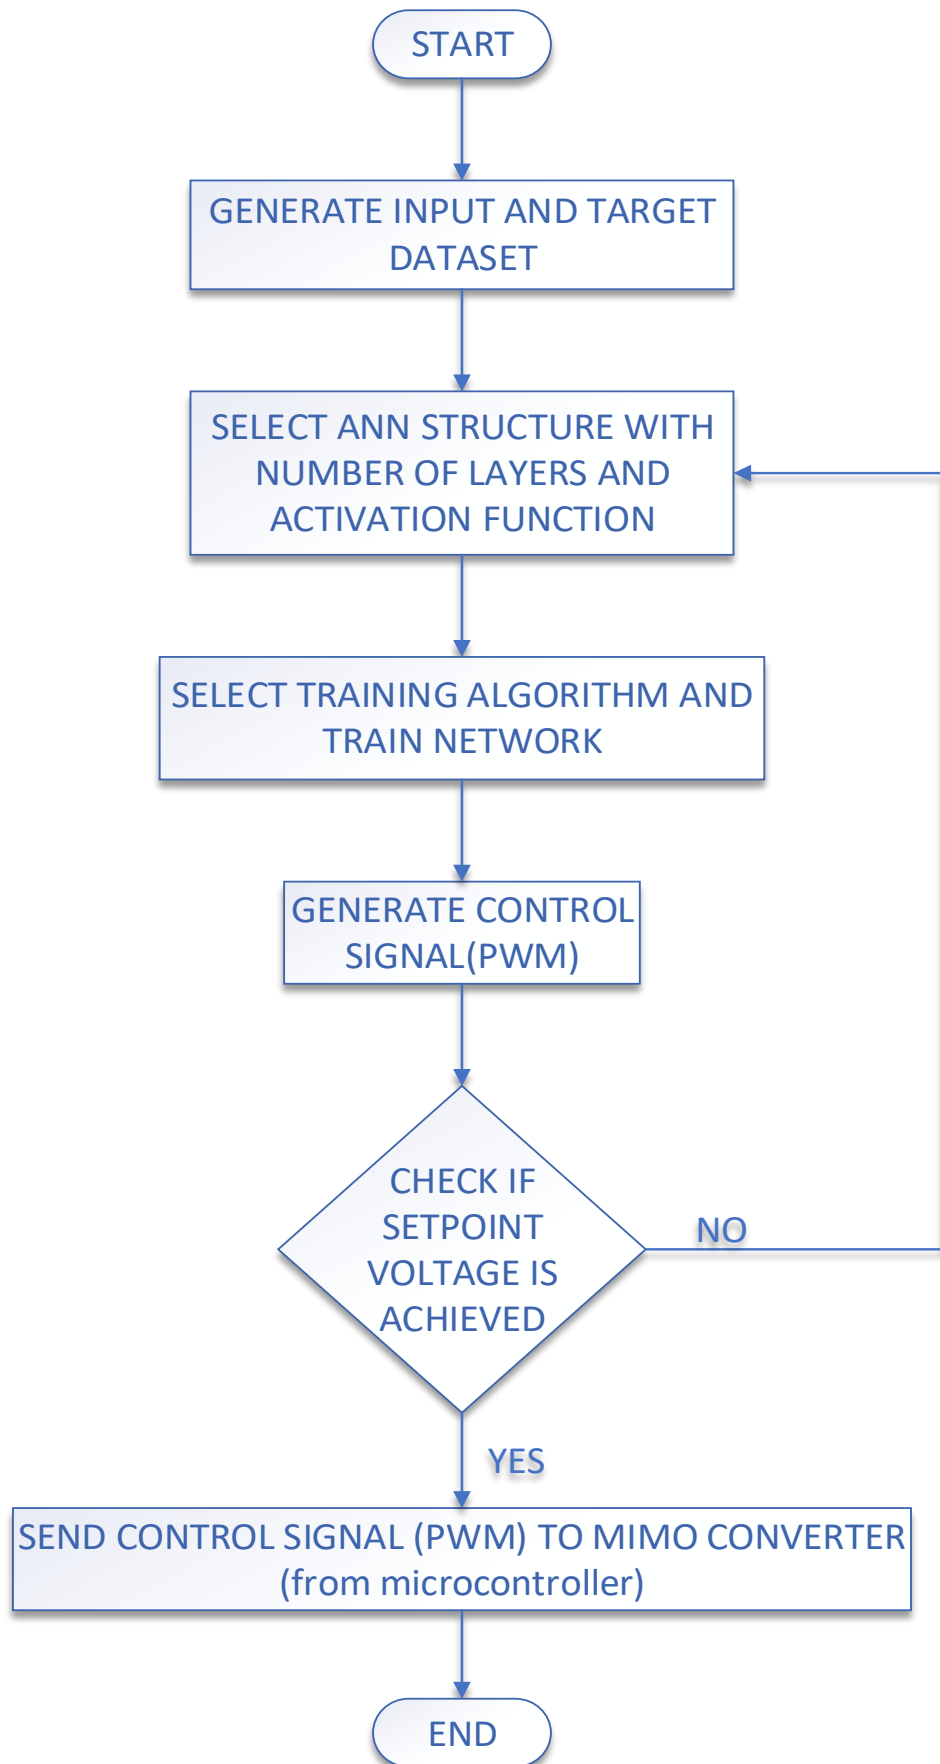 START
GENERATE INPUT AND TARGET
DATASET
SELECT ANN STRUCTURE WITH
NUMBER OF LAYERS AND
ACTIVATION FUNCTION
SELECT TRAINING ALGORITHM AND
TRAIN NETWORK
GENERATE CONTROL
SIGNAL(PWM)
CHECK IF
SETPOINT
VOLTAGE IS
ACHIEVED
NO
YES
SEND CONTROL SIGNAL (PWM) TO MIMO CONVERTER
(from microcontroller)
END